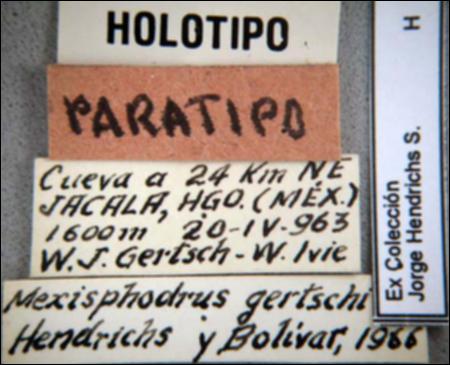 HOLOTIPO
PARATIPO
Cueva a 24 Km NE
JACALA, HGO. (MÉX.)
1600m 20-IV-963
W. J. Gertsch - W. Ivie
Mexisphodrus gertschi
Hendrichs y Bolívar, 1966
Ex Colección
Jorge Hendrichs S.
H